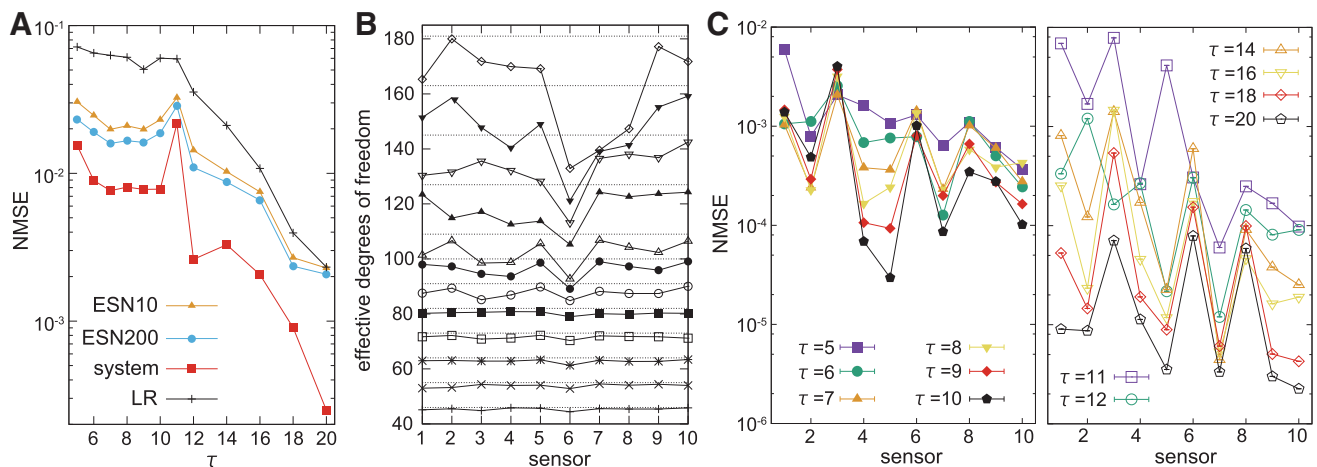 A
NMSE
10⁻¹
10⁻²
10⁻³
ESN10
ESN200
system
LR
6 8 10 12 14 16 18 20
τ
B
effective degrees of freedom
180
160
140
120
100
80
60
40
1 2 3 4 5 6 7 8 9 10
sensor
C
NMSE
10⁻²
10⁻³
10⁻⁴
10⁻⁵
10⁻⁶
τ =5
τ =6
τ =7
τ =8
τ =9
τ =10
2 4 6 8 10
sensor
τ =14
τ =16
τ =18
τ =20
τ =11
τ =12
2 4 6 8 10
sensor